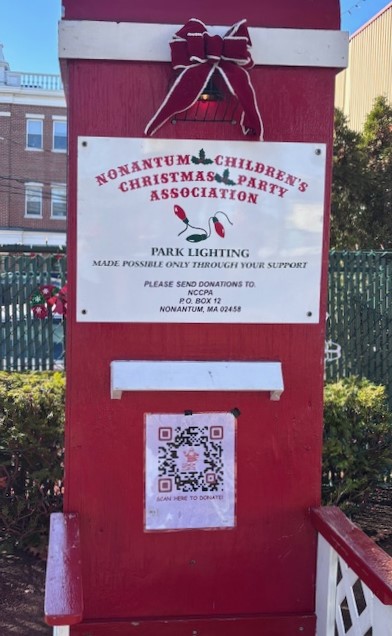 NONANTUM CHILDREN'S
CHRISTMAS PARTY
ASSOCIATION
PARK LIGHTING
MADE POSSIBLE ONLY THROUGH YOUR SUPPORT
PLEASE SEND DONATIONS TO.
NCCPA
P.O. BOX 12
NONANTUM, MA 02458
SCAN HERE TO DONATE!